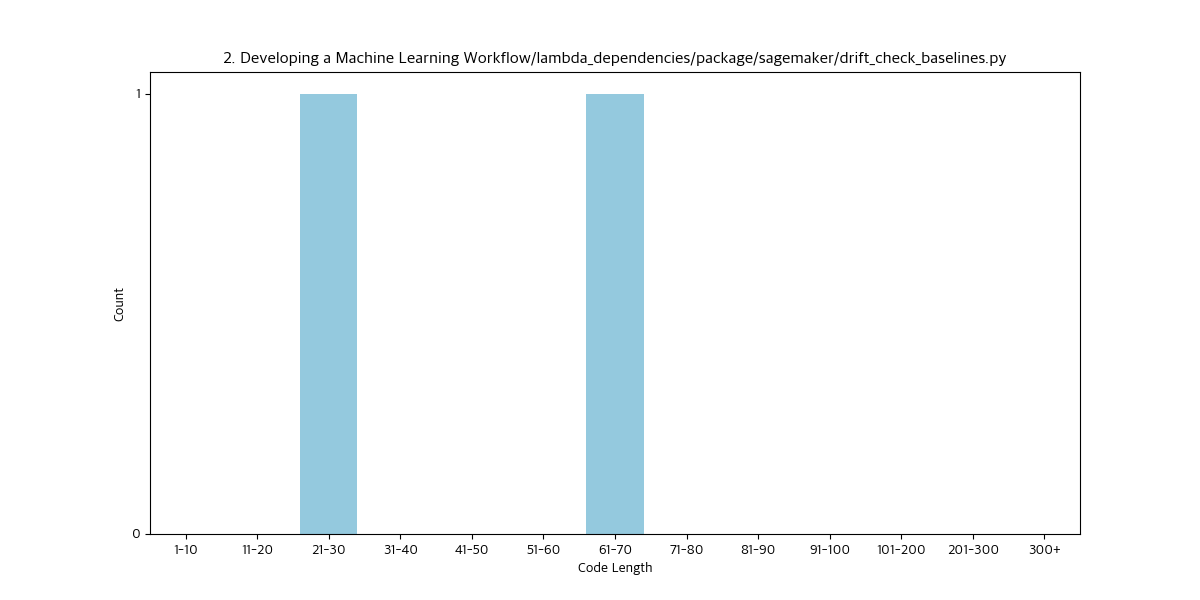 2. Developing a Machine Learning Workflow/lambda_dependencies/package/sagemaker/drift_check_baselines.py
1
Count
0
1-10 11-20 21-30 31-40 41-50 51-60 61-70 71-80 81-90 91-100 101-200 201-300 300+
Code Length